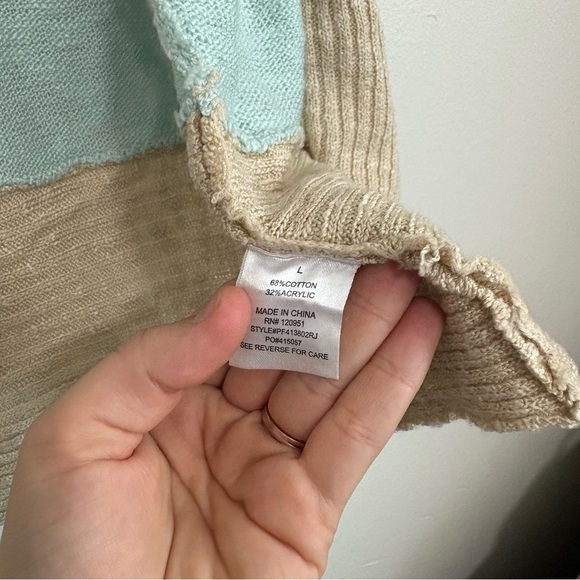 L
68%COTTON
32%ACRYLIC
MADE IN CHINA
RN# 120951
STYLE#PF413802RJ
PO#415057
SEE REVERSE FOR CARE